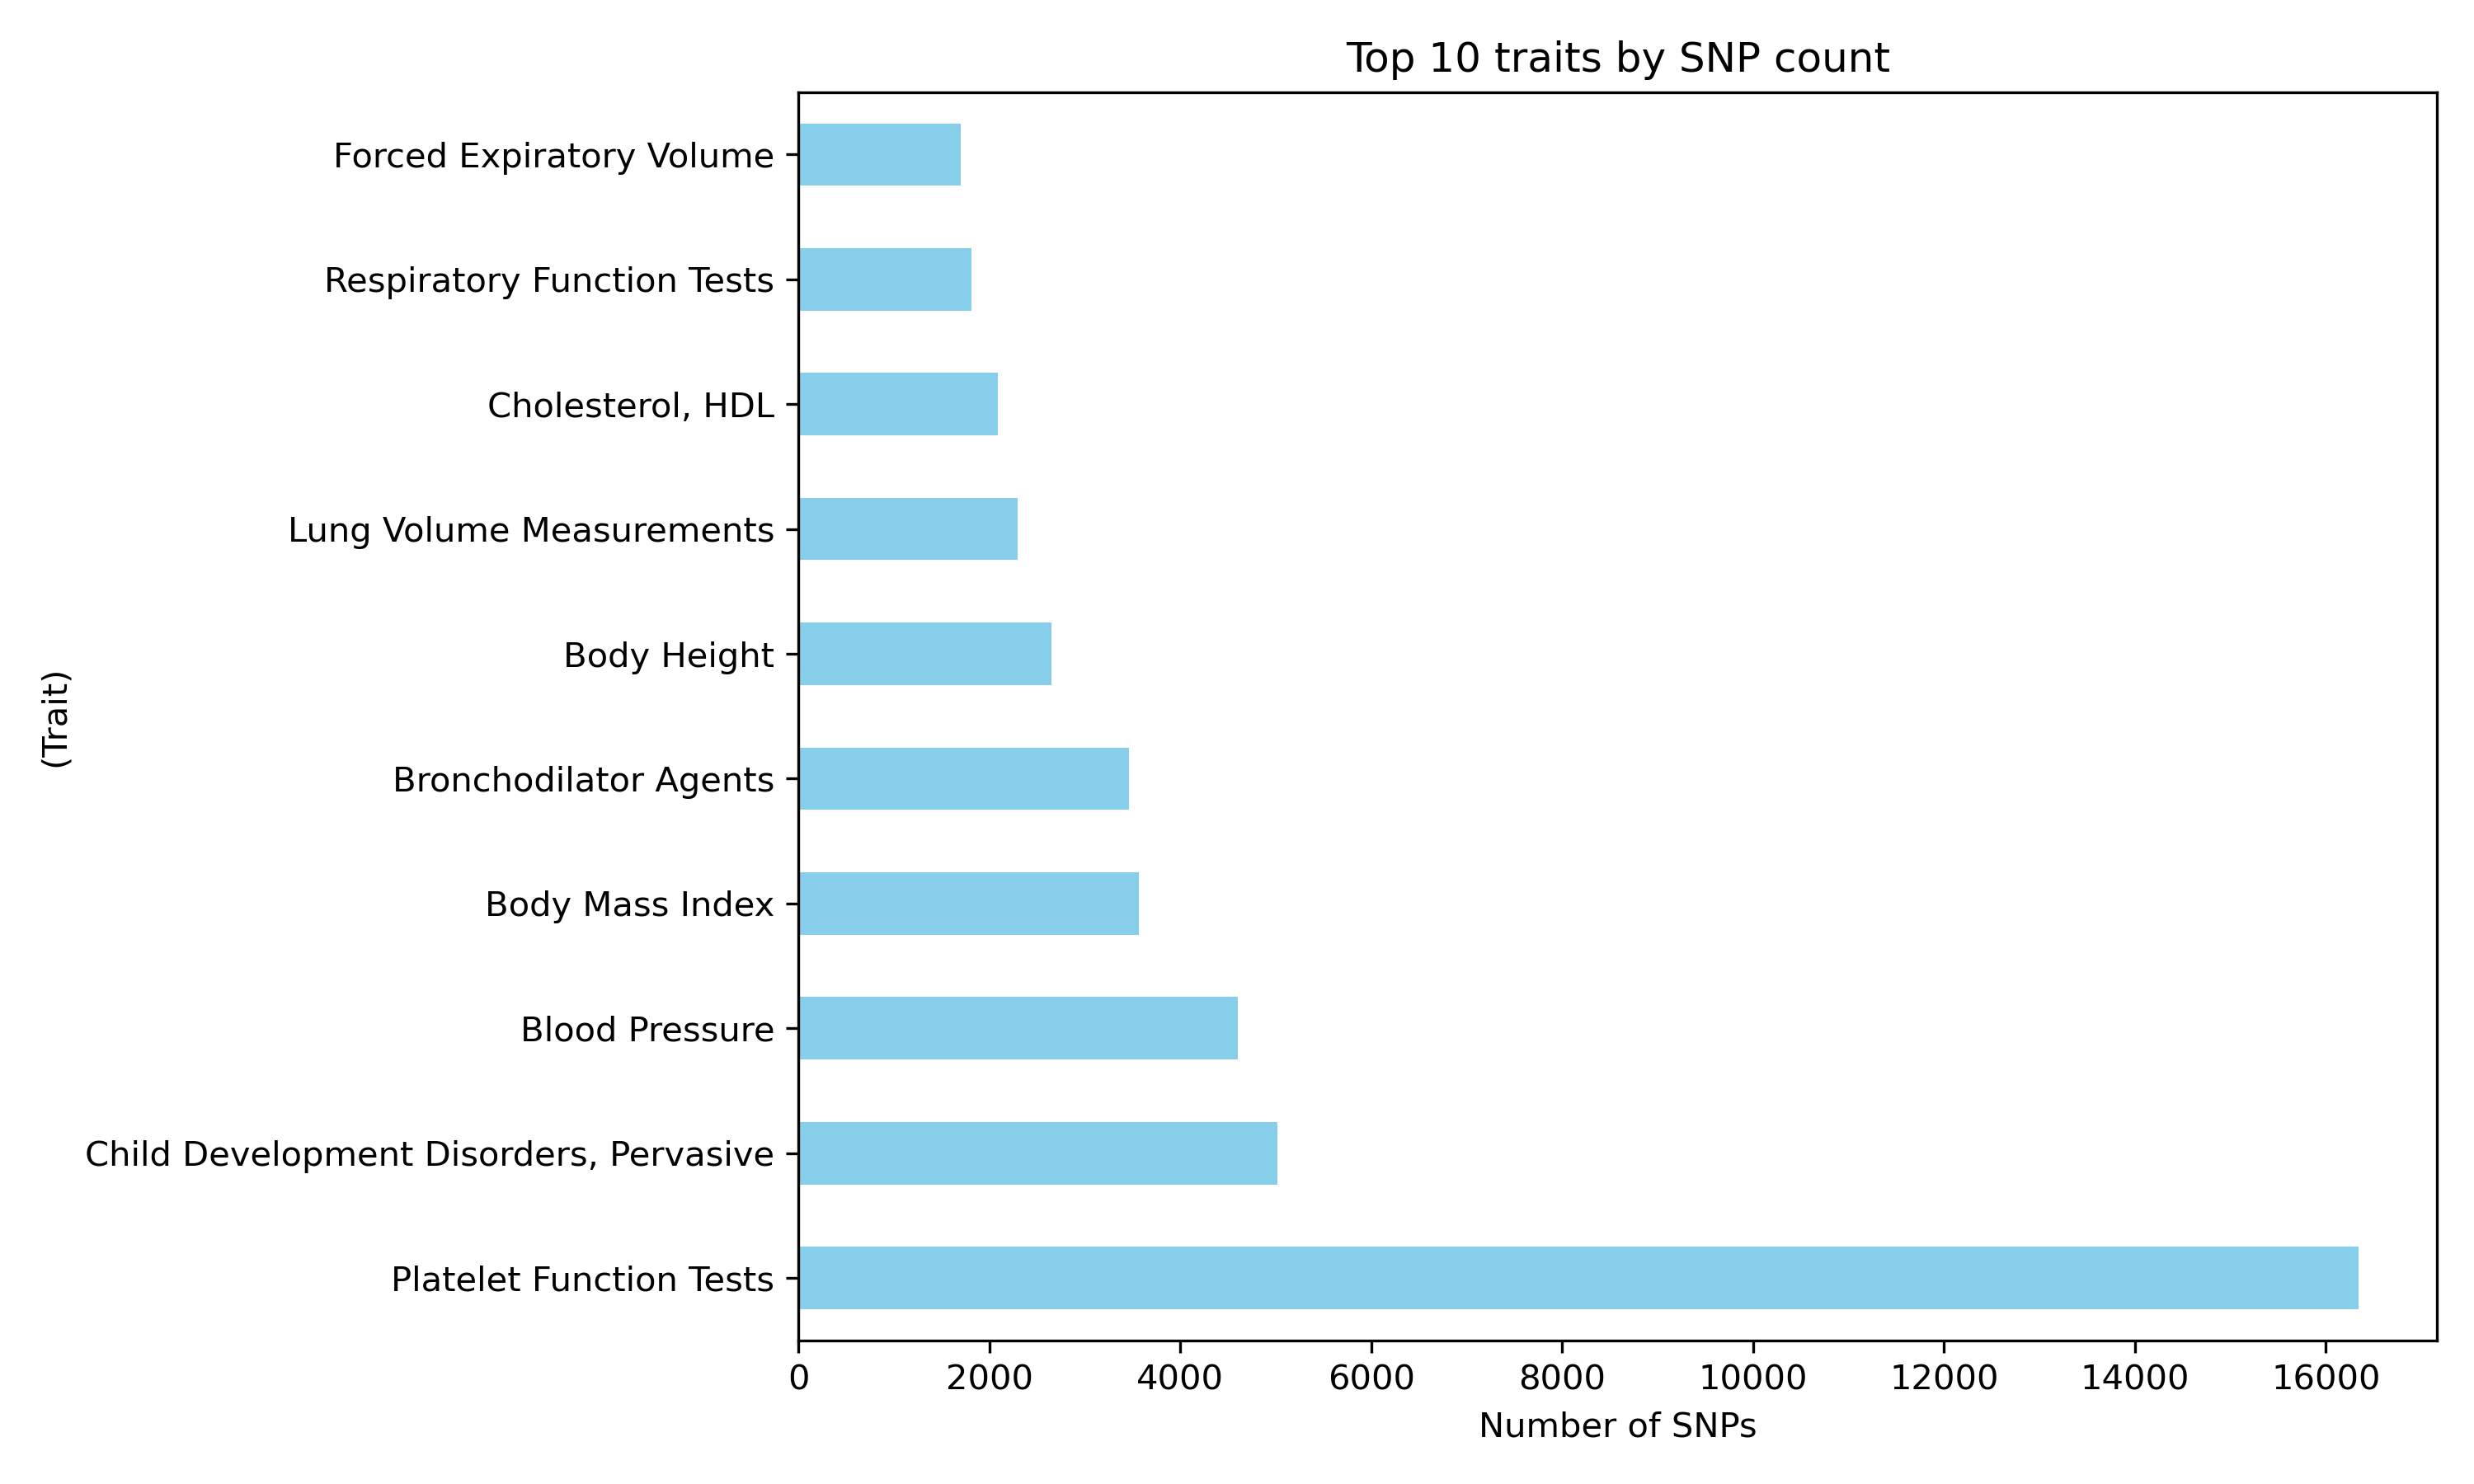 Top 10 traits by SNP count
Forced Expiratory Volume
Respiratory Function Tests
Cholesterol, HDL
Lung Volume Measurements
Body Height
(Trait)
Bronchodilator Agents
Body Mass Index
Blood Pressure
Child Development Disorders, Pervasive
Platelet Function Tests
0 2000 4000 6000 8000 10000 12000 14000 16000
Number of SNPs